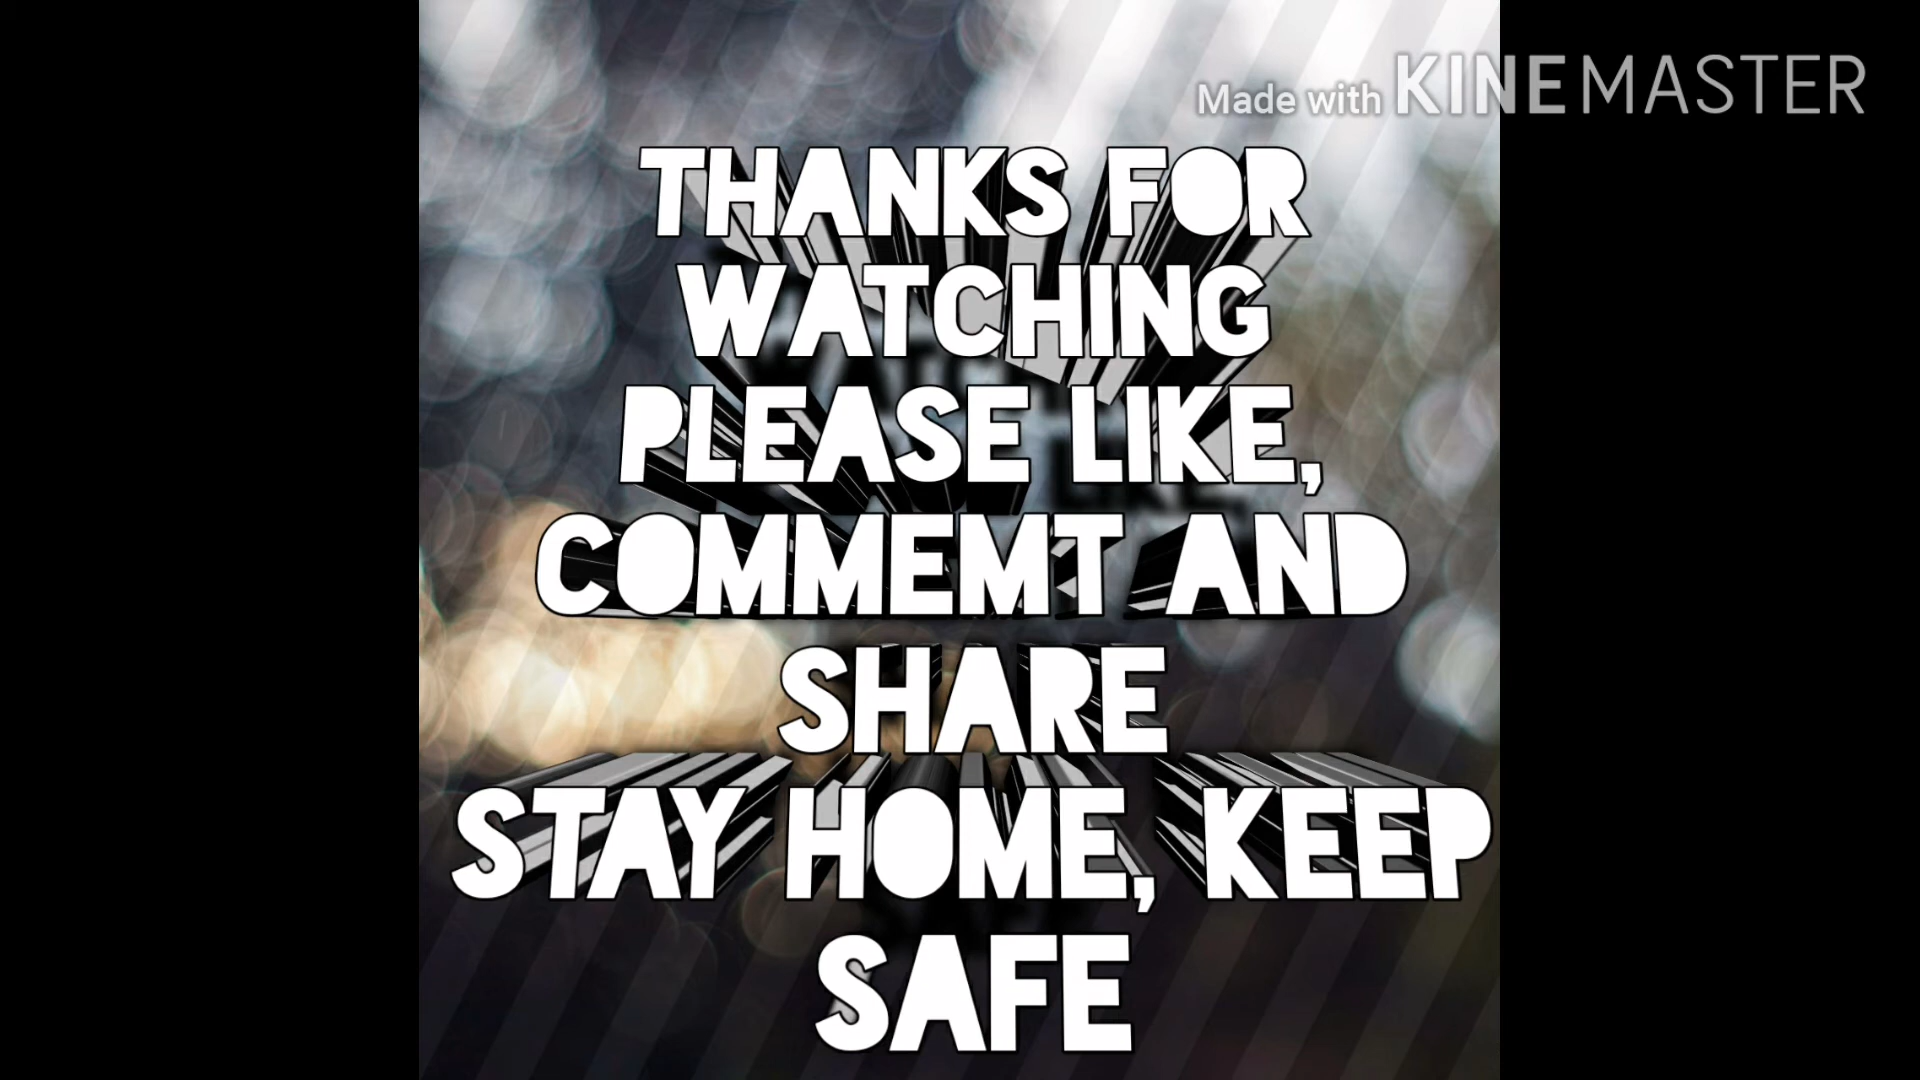 Made with KINEMASTER
THANKS FOR
WATCHING
PLEASE LIKE,
COMMEMT AND
SHARE
STAY HOME, KEEP
SAFE